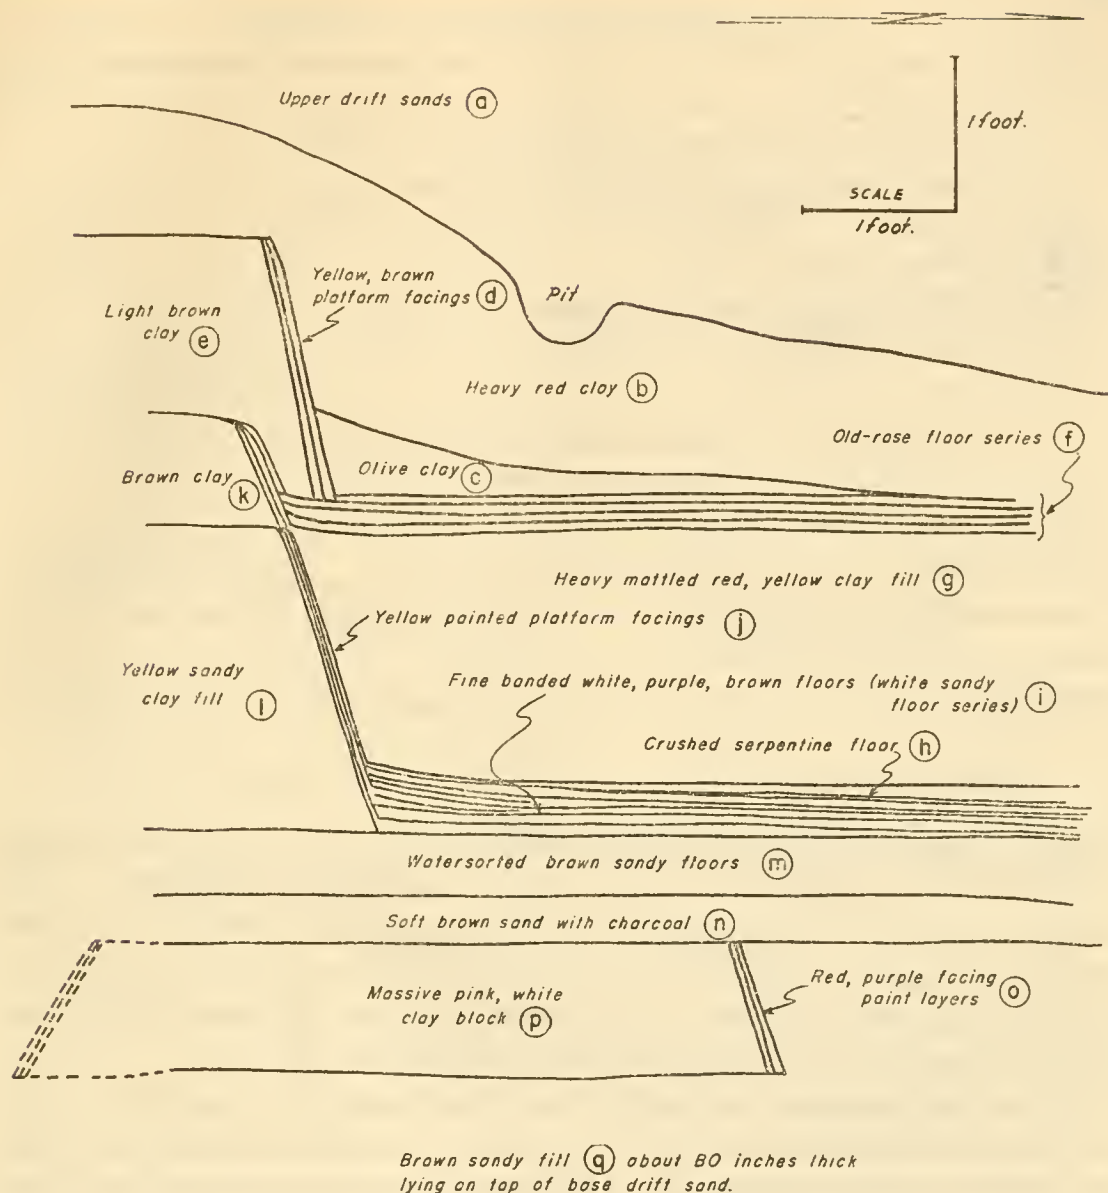 Upper drift sands a
1 foot.
SCALE
1 foot.
Yellow, brown
platform facings d
Pit
Light brown
clay e
Heavy red clay b
Old-rose floor series f
Olive clay c
Brown clay k
Heavy mottled red, yellow clay fill g
Yellow painted platform facings j
Yellow sandy
clay fill l
Fine banded white, purple, brown floors (white sandy
floor series) i
Crushed serpentine floor h
Watersorted brown sandy floors m
Soft brown sand with charcoal n
Massive pink, white
clay block p
Red, purple facing
paint layers o
Brown sandy fill q about 80 inches thick
lying on top of base drift sand.